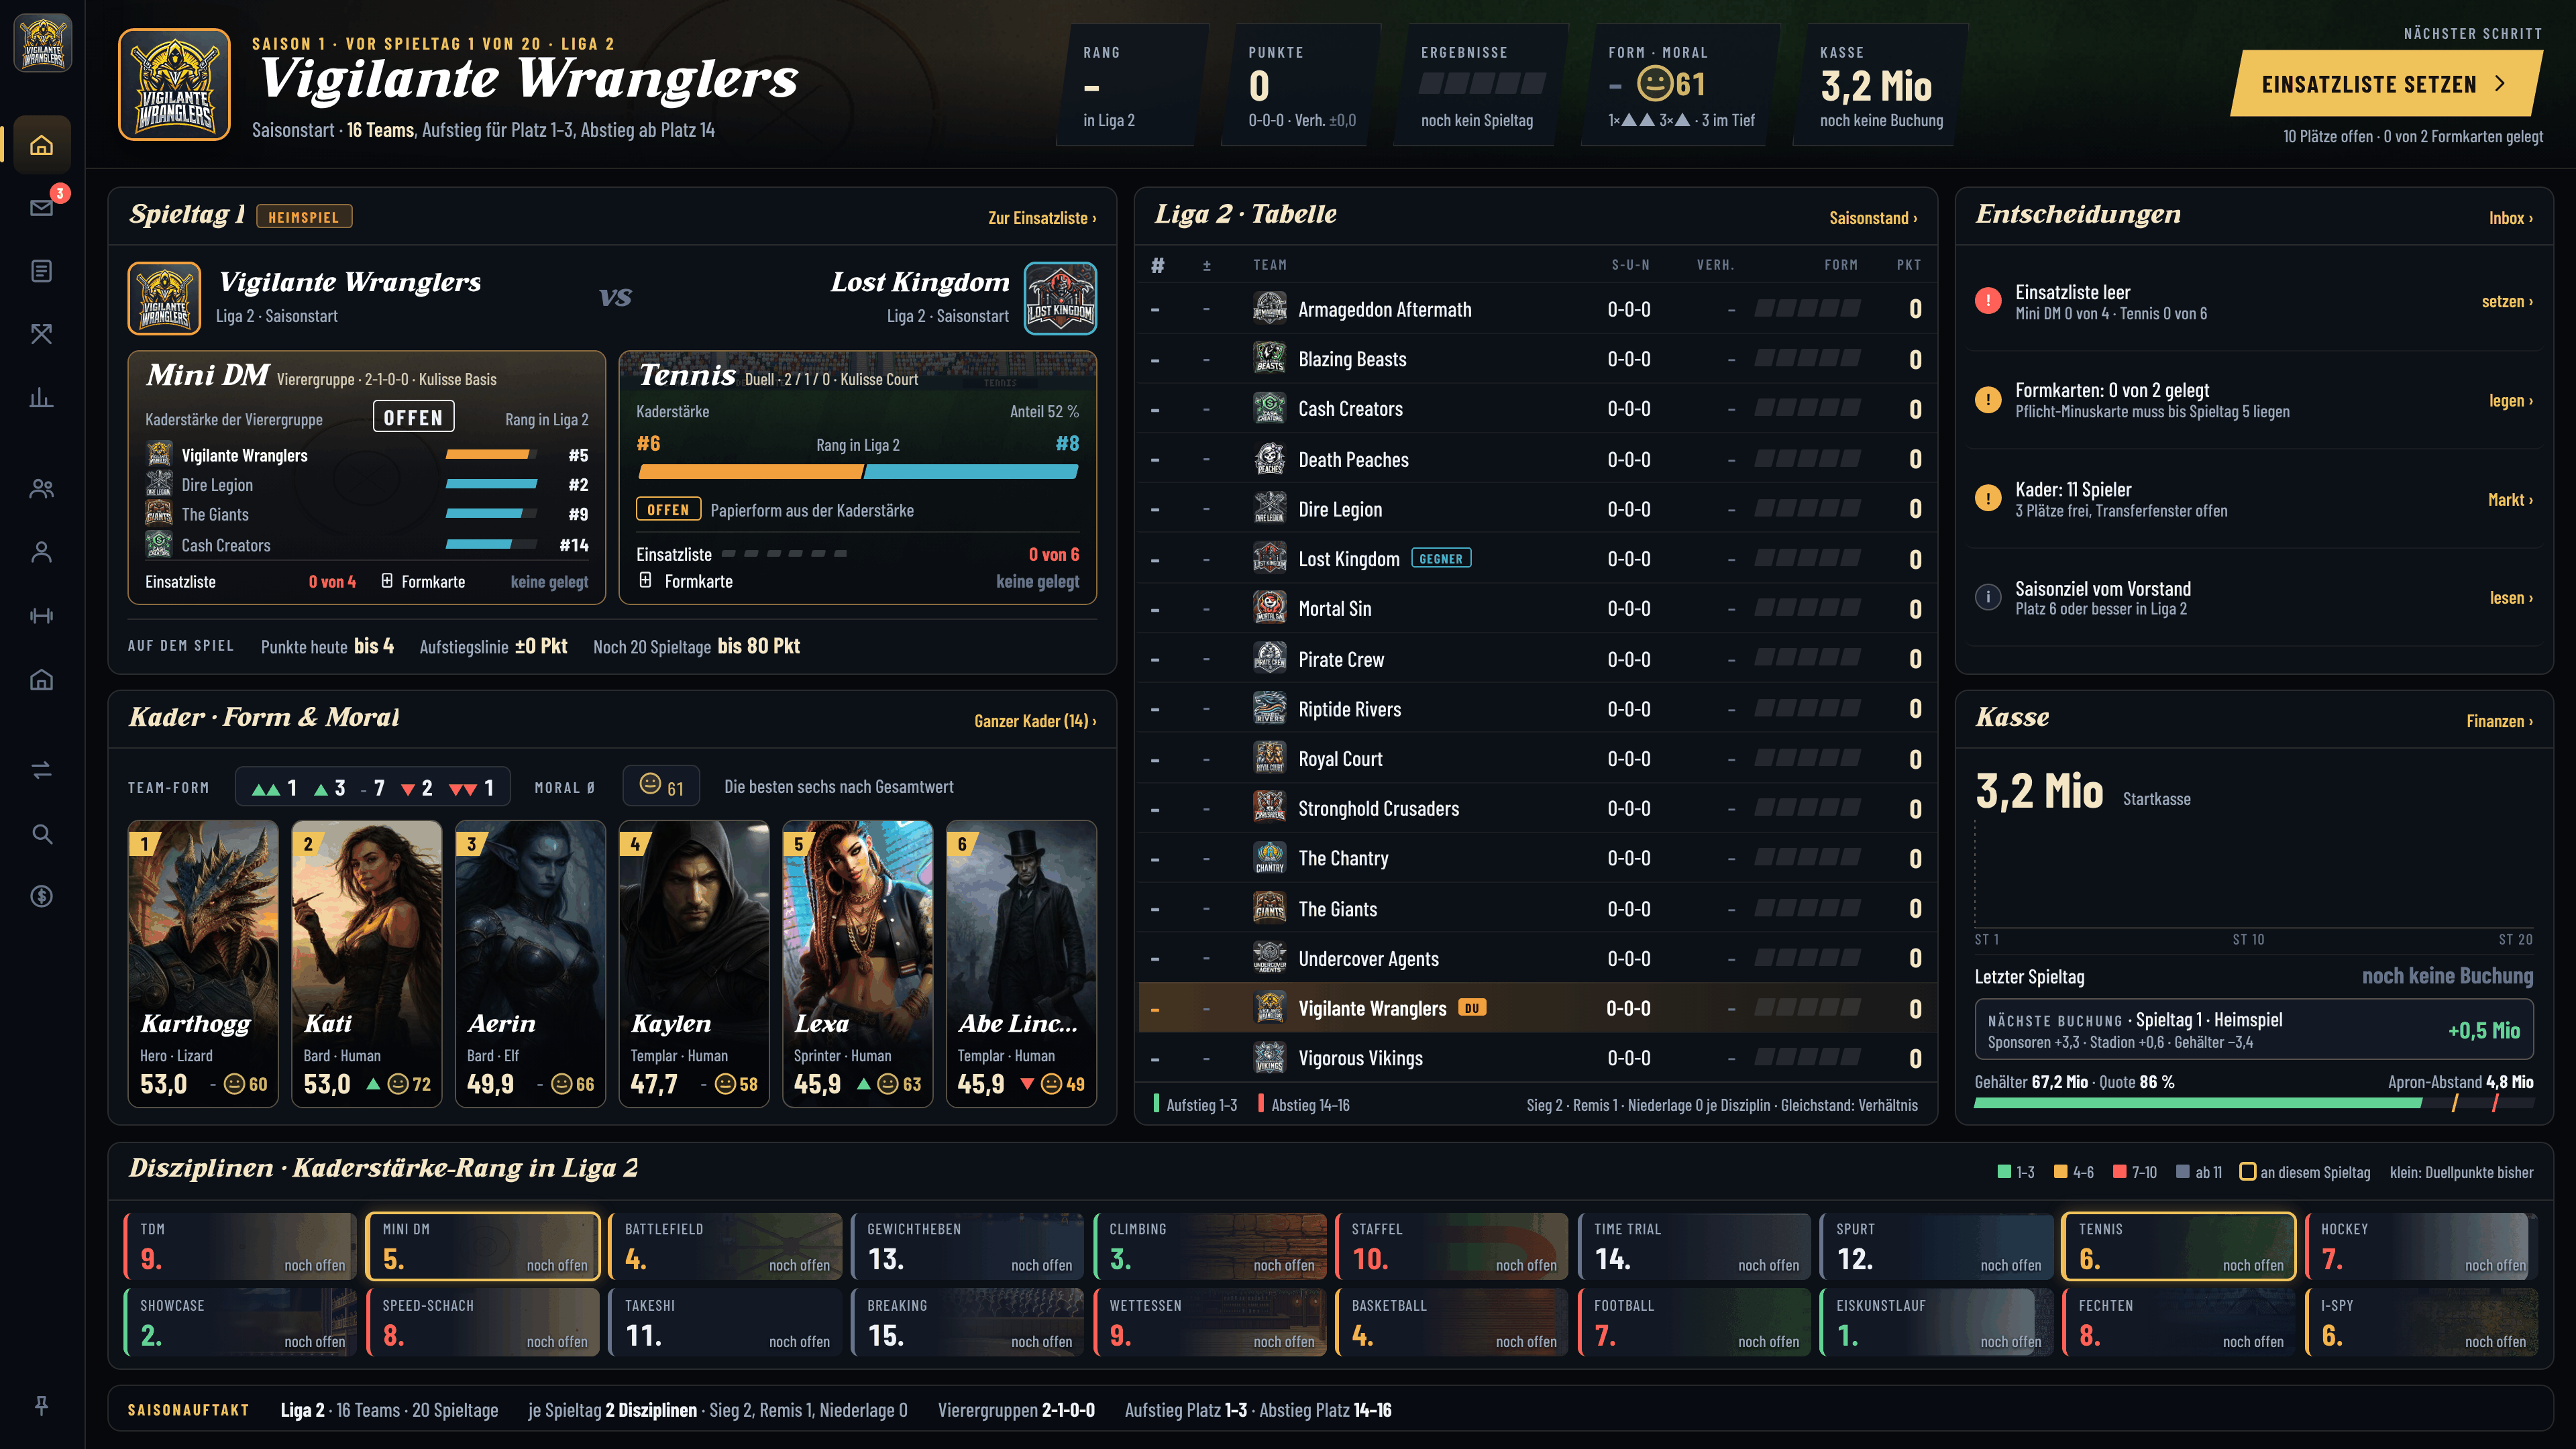 VIGILANTE WRANGLERS
3
VIGILANTE WRANGLERS
SAISON 1 · VOR SPIELTAG 1 VON 20 · LIGA 2
Vigilante Wranglers
Saisonstart · 16 Teams, Aufstieg für Platz 1–3, Abstieg ab Platz 14
RANG
–
in Liga 2
PUNKTE
0
0-0-0 · Verh. ±0,0
ERGEBNISSE
noch kein Spieltag
FORM · MORAL
– 61
1×▲▲ 3×▲ · 3 im Tief
KASSE
3,2 Mio
noch keine Buchung
NÄCHSTER SCHRITT
EINSATZLISTE SETZEN ›
10 Plätze offen · 0 von 2 Formkarten gelegt
Spieltag 1 HEIMSPIEL Zur Einsatzliste ›
Vigilante Wranglers
Liga 2 · Saisonstart
VS
Lost Kingdom
Liga 2 · Saisonstart
LOST KINGDOM
Mini DM Vierergruppe · 2-1-0-0 · Kulisse Basis
Kaderstärke der Vierergruppe OFFEN Rang in Liga 2
Vigilante Wranglers #5
Dire Legion #2
The Giants #9
Cash Creators #14
Einsatzliste 0 von 4 Formkarte keine gelegt
Tennis Duell · 2 / 1 / 0 · Kulisse Court
TENNIS
Kaderstärke Anteil 52 %
#6 Rang in Liga 2 #8
OFFEN Papierform aus der Kaderstärke
Einsatzliste 0 von 6
Formkarte keine gelegt
AUF DEM SPIEL Punkte heute bis 4 Aufstiegslinie ±0 Pkt Noch 20 Spieltage bis 80 Pkt
Kader · Form & Moral Ganzer Kader (14) ›
TEAM-FORM ▲▲ 1 ▲ 3 - 7 ▼ 2 ▼▼ 1 MORAL Ø 61 Die besten sechs nach Gesamtwert
1
Karthogg
Hero · Lizard
53,0 - 60
2
Kati
Bard · Human
53,0 ▲ 72
3
Aerin
Bard · Elf
49,9 - 66
4
Kaylen
Templar · Human
47,7 - 58
5
Lexa
Sprinter · Human
45,9 ▲ 63
6
Abe Linc...
Templar · Human
45,9 ▼ 49
Liga 2 · Tabelle Saisonstand ›
# ± TEAM S-U-N VERH. FORM PKT
– – Armageddon Aftermath 0-0-0 – 0
– – Blazing Beasts 0-0-0 – 0
– – Cash Creators 0-0-0 – 0
– – Death Peaches 0-0-0 – 0
– – Dire Legion 0-0-0 – 0
– – Lost Kingdom GEGNER 0-0-0 – 0
– – Mortal Sin 0-0-0 – 0
– – Pirate Crew 0-0-0 – 0
– – Riptide Rivers 0-0-0 – 0
– – Royal Court 0-0-0 – 0
– – Stronghold Crusaders 0-0-0 – 0
– – The Chantry 0-0-0 – 0
– – The Giants 0-0-0 – 0
– – Undercover Agents 0-0-0 – 0
– – Vigilante Wranglers DU 0-0-0 – 0
– – Vigorous Vikings 0-0-0 – 0
Aufstieg 1–3 Abstieg 14–16 Sieg 2 · Remis 1 · Niederlage 0 je Disziplin · Gleichstand: Verhältnis
Entscheidungen Inbox ›
! Einsatzliste leer setzen ›
Mini DM 0 von 4 · Tennis 0 von 6
! Formkarten: 0 von 2 gelegt legen ›
Pflicht-Minuskarte muss bis Spieltag 5 liegen
! Kader: 11 Spieler Markt ›
3 Plätze frei, Transferfenster offen
i Saisonziel vom Vorstand lesen ›
Platz 6 oder besser in Liga 2
Kasse Finanzen ›
3,2 Mio Startkasse
ST 1 ST 10 ST 20
Letzter Spieltag noch keine Buchung
NÄCHSTE BUCHUNG · Spieltag 1 · Heimspiel +0,5 Mio
Sponsoren +3,3 · Stadion +0,6 · Gehälter −3,4
Gehälter 67,2 Mio · Quote 86 % Apron-Abstand 4,8 Mio
Disziplinen · Kaderstärke-Rang in Liga 2 1–3 4–6 7–10 ab 11 an diesem Spieltag klein: Duellpunkte bisher
TDM 9. noch offen
MINI DM 5. noch offen
BATTLEFIELD 4. noch offen
GEWICHTHEBEN 13. noch offen
CLIMBING 3. noch offen
STAFFEL 10. noch offen
TIME TRIAL 14. noch offen
SPURT 12. noch offen
TENNIS 6. noch offen
HOCKEY 7. noch offen
SHOWCASE 2. noch offen
SPEED-SCHACH 8. noch offen
TAKESHI 11. noch offen
BREAKING 15. noch offen
WETTESSEN 9. noch offen
BASKETBALL 4. noch offen
FOOTBALL 7. noch offen
EISKUNSTLAUF 1. noch offen
FECHTEN 8. noch offen
I-SPY 6. noch offen
SAISONAUFTAKT Liga 2 · 16 Teams · 20 Spieltage je Spieltag 2 Disziplinen · Sieg 2, Remis 1, Niederlage 0 Vierergruppen 2-1-0-0 Aufstieg Platz 1–3 · Abstieg Platz 14–16